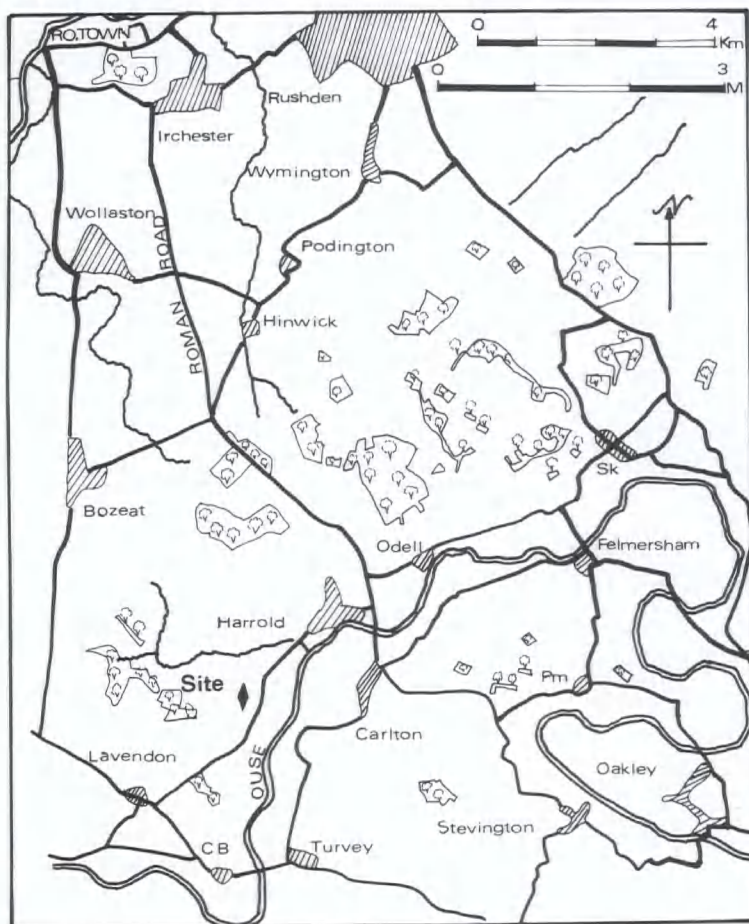 RO.TOWN
0 4
Km
0 3
M
Rushden
Irchester
Wymington
N
Wollaston
ROMAN ROAD
Podington
Hinwick
Sk
Bozeat
Odell
Felmersham
Harrold
Site
Pm
Carlton
Lavendon
OUSE
Oakley
Stevington
CB
Turvey